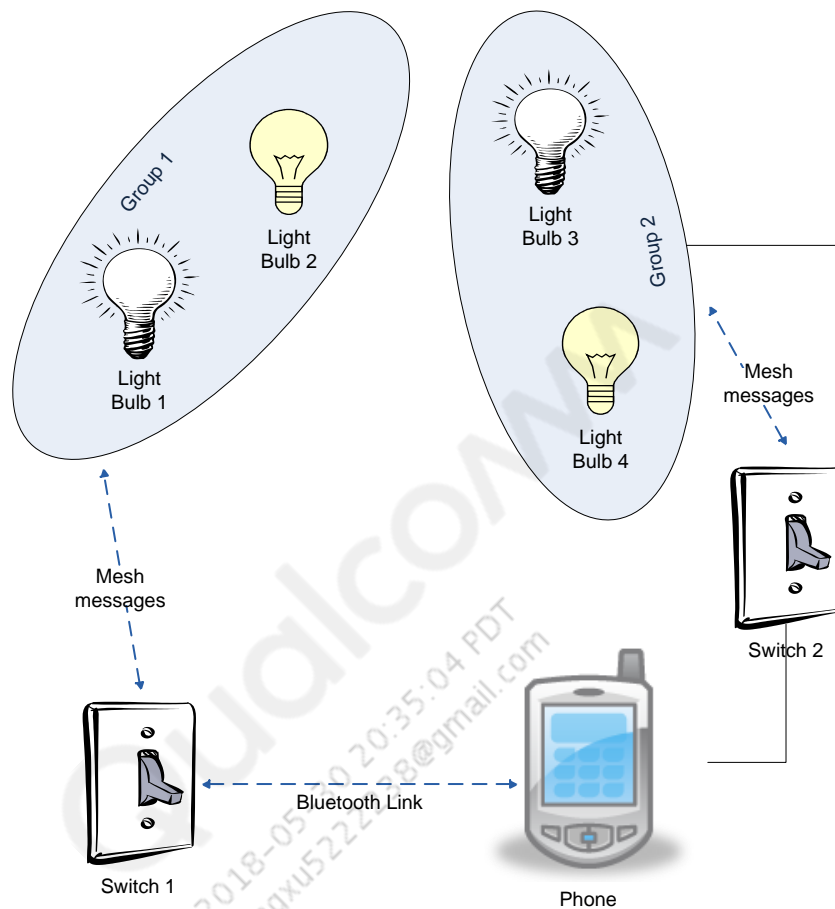 Group 1
Light
Bulb 2
Light
Bulb 1
Light
Bulb 3
Group 2
Light
Bulb 4
Mesh
messages
Mesh
messages
Switch 2
Switch 1
Bluetooth Link
Phone
Qualcomm
2018-05-30 20:35:04 PDT